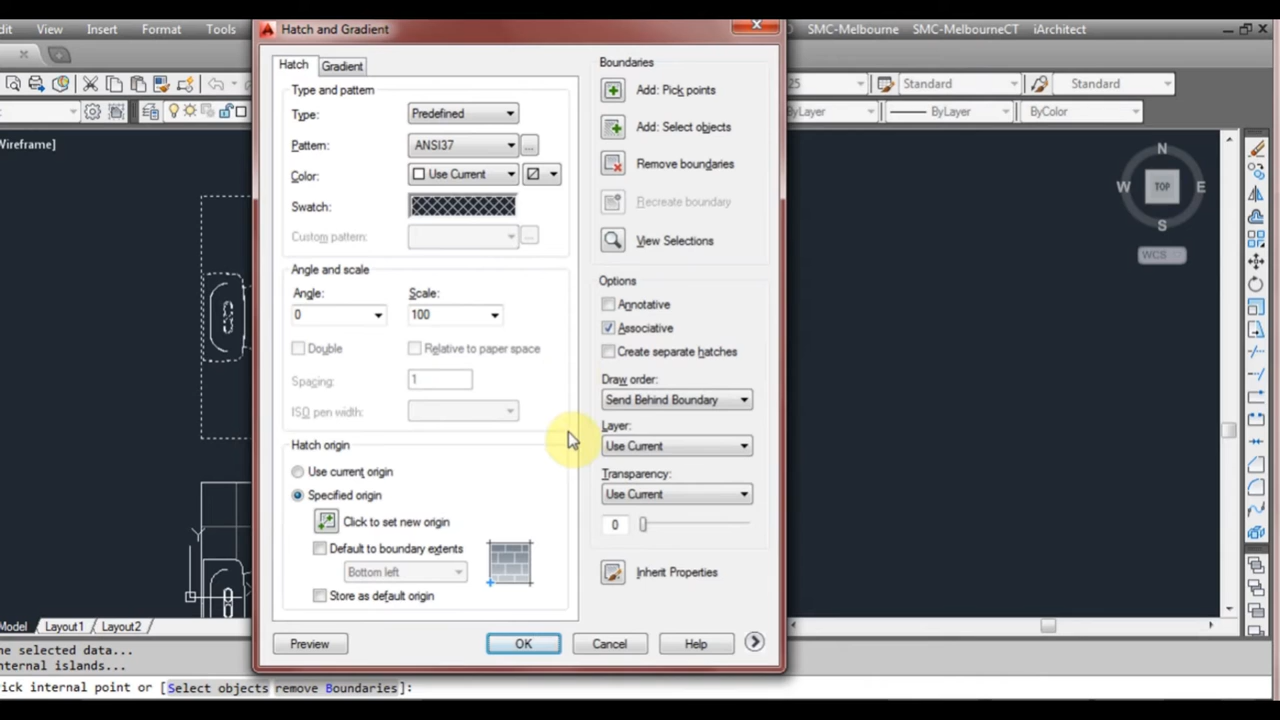 dit View Insert Format Tools
Hatch and Gradient
SMC-Melbourne SMC-MelbourneCT iArchitect
Hatch Gradient
Type and pattern
Type: Predefined
Pattern: ANSI37 ...
Color: Use Current
Swatch:
Custom pattern: ...
Angle and scale
Angle: Scale:
0 100
Double Relative to paper space
Spacing: 1
ISO pen width:
Hatch origin
Use current origin
Specified origin
Click to set new origin
Default to boundary extents
Bottom left
Store as default origin
Boundaries
Add: Pick points
Add: Select objects
Remove boundaries
Recreate boundary
View Selections
Options
Annotative
Associative
Create separate hatches
Draw order:
Send Behind Boundary
Layer:
Use Current
Transparency:
Use Current
0
Inherit Properties
Preview OK Cancel Help
25 Standard Standard
ByLayer ByLayer ByColor
Wireframe]
N
W TOP E
S
WCS
Y
Model Layout1 Layout2
ne selected data...
nternal islands...
rick internal point or [Select objects remove Boundaries]: